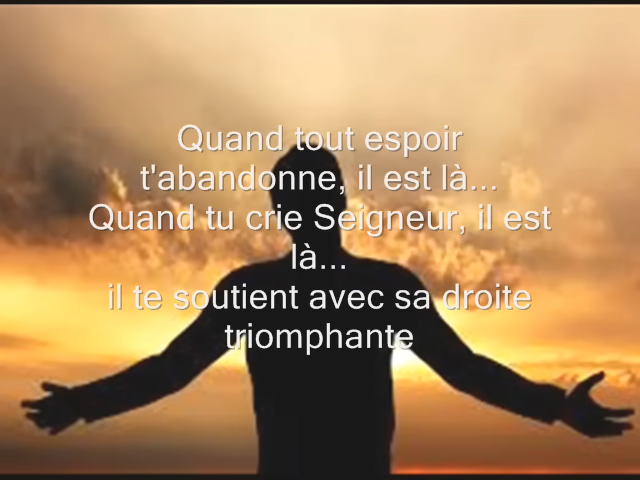 Quand tout espoir
t'abandonne, il est là...
Quand tu crie Seigneur, il est
là...
il te soutient avec sa droite
triomphante